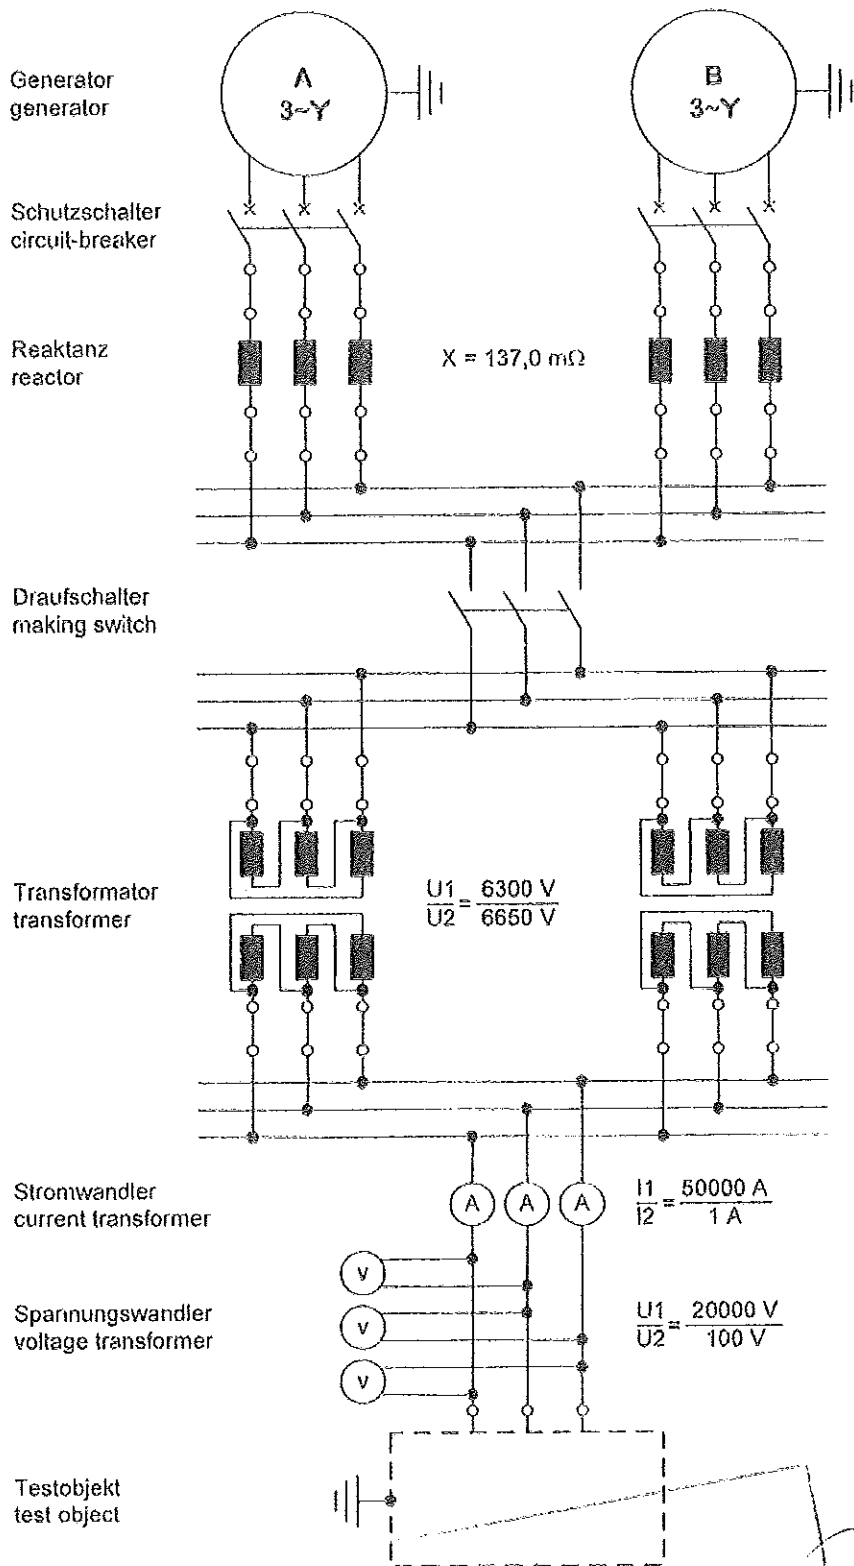 Generator
generator
A
3~Y
B
3~Y
Schutzschalter
circuit-breaker
Reaktanz
reactor
X = 137,0 mΩ
Draufschalter
making switch
Transformator
transformer
U1 = 6300 V
U2 6650 V
Stromwandler
current transformer
A A A
I1 = 50000 A
I2 1 A
V
Spannungswandler
voltage transformer
V
U1 = 20000 V
U2 100 V
V
Testobjekt
test object